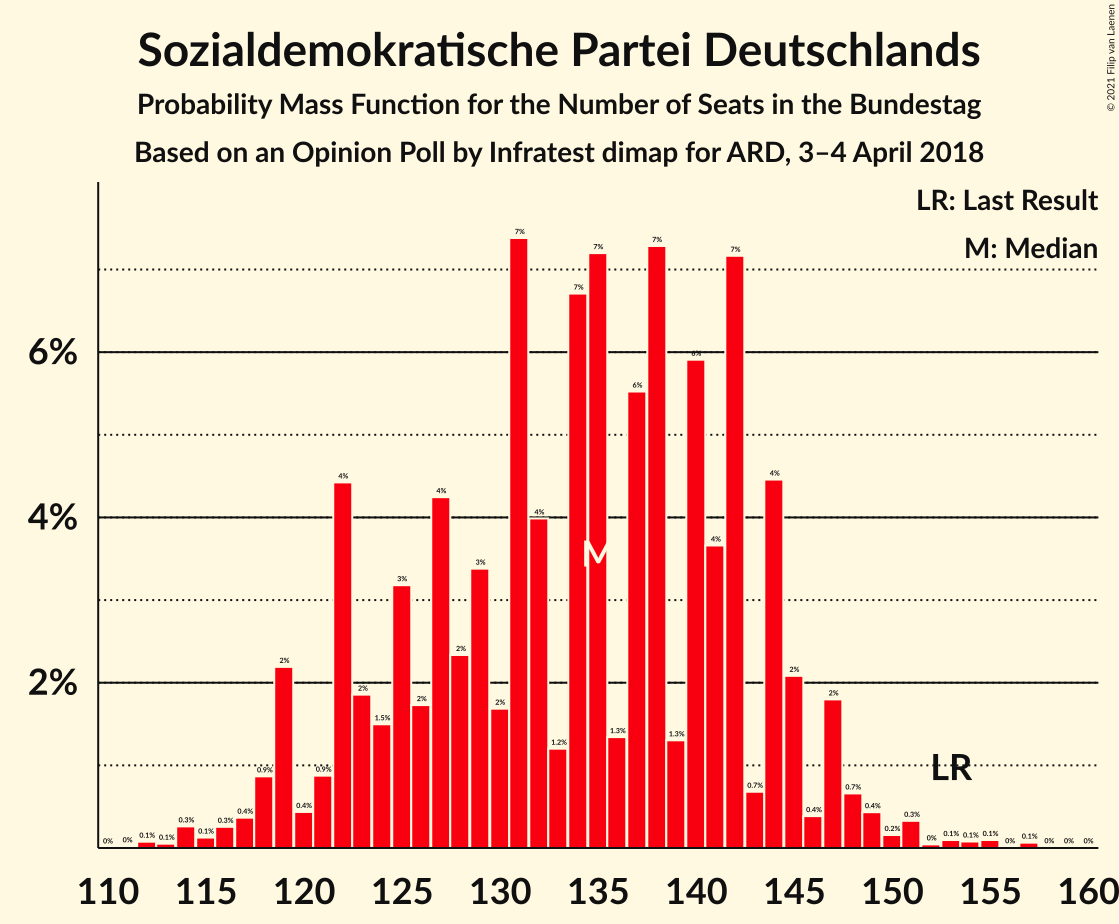 © 2021 Filip van Laenen
Sozialdemokratische Partei Deutschlands
Probability Mass Function for the Number of Seats in the Bundestag
Based on an Opinion Poll by Infratest dimap for ARD, 3–4 April 2018
LR: Last Result
M: Median
6%
4%
2%
0% 0% 0.1% 0.1% 0.3% 0.1% 0.3% 0.4% 0.9% 2% 0.4% 0.9% 4% 2% 1.5% 3% 2% 4% 2% 3% 2% 7% 4% 1.2% 7% 7% 1.3% 6% 7% 1.3% 6% 4% 7% 0.7% 4% 2% 0.4% 2% 0.7% 0.4% 0.2% 0.3% 0% 0.1% 0.1% 0.1% 0% 0.1% 0% 0% 0%
M
LR
110 115 120 125 130 135 140 145 150 155 160